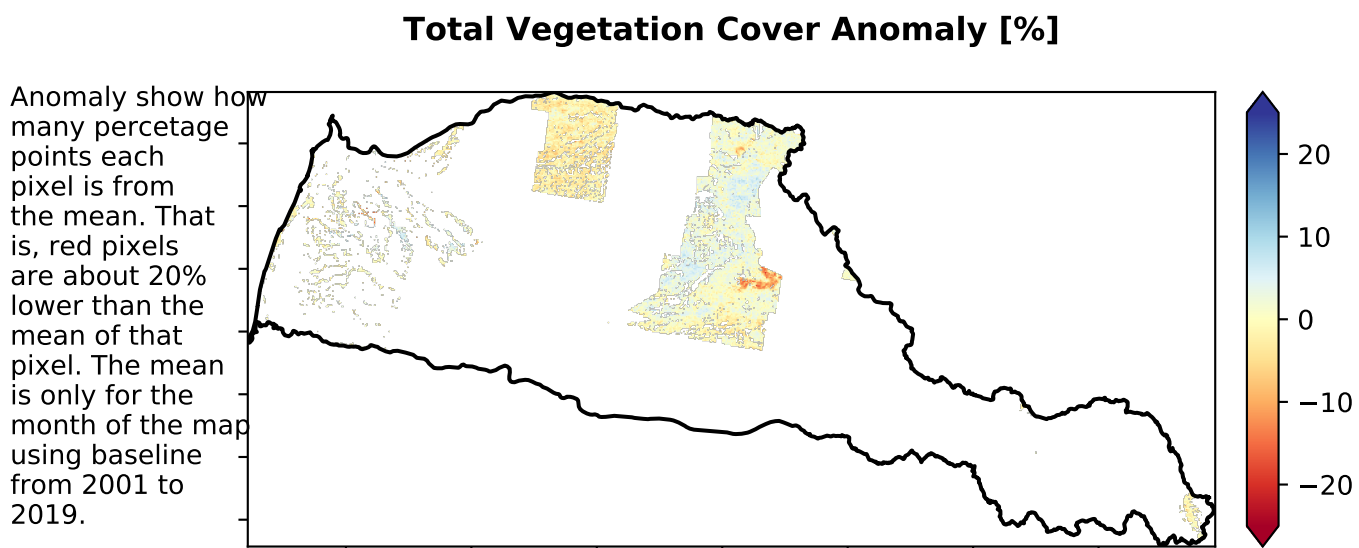 Total Vegetation Cover Anomaly [%]
Anomaly show how
many percetage
points each
pixel is from
the mean. That
is, red pixels
are about 20%
lower than the
mean of that
pixel. The mean
is only for the
month of the map
using baseline
from 2001 to
2019.
20
10
0
−10
−20